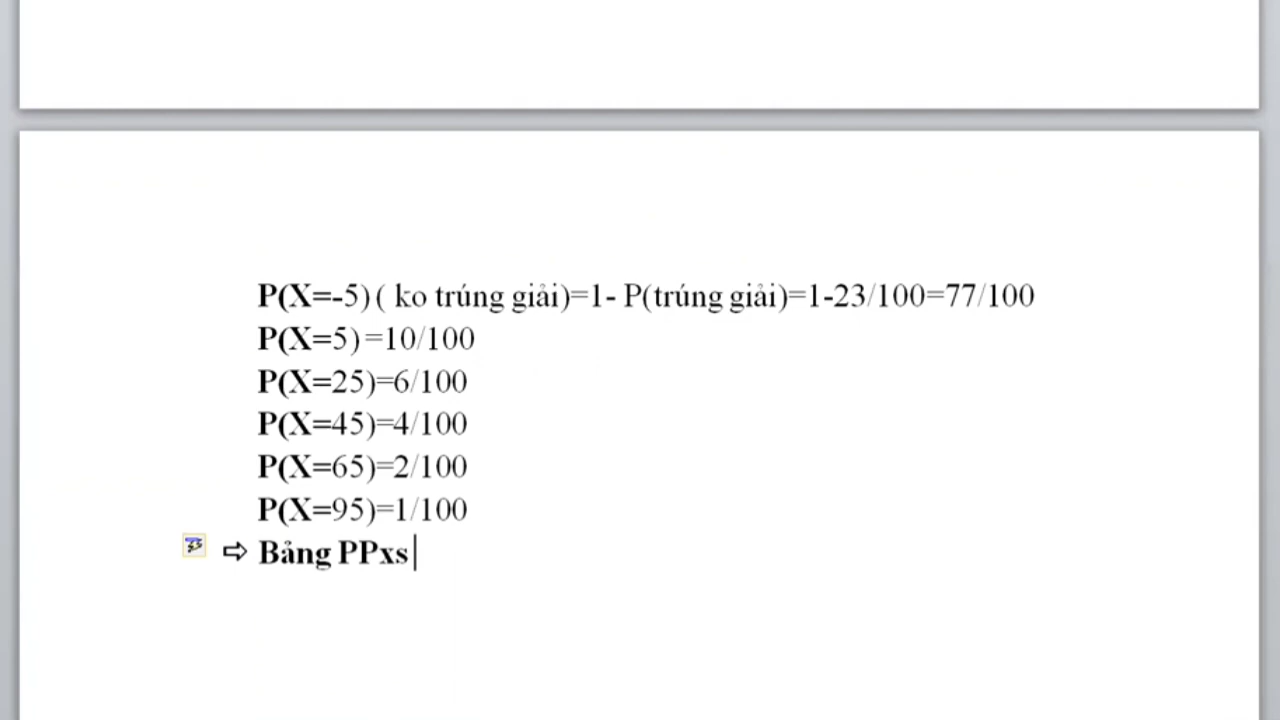 P(X=-5) ( ko trúng giải)=1- P(trúng giải)=1-23/100=77/100
P(X=5)=10/100
P(X=25)=6/100
P(X=45)=4/100
P(X=65)=2/100
P(X=95)=1/100
⇨ Bảng PPxs